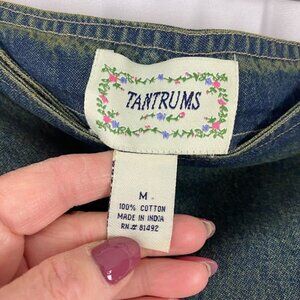 TANTRUMS
M
100% COTTON
MADE IN INDIA
RN# 81492